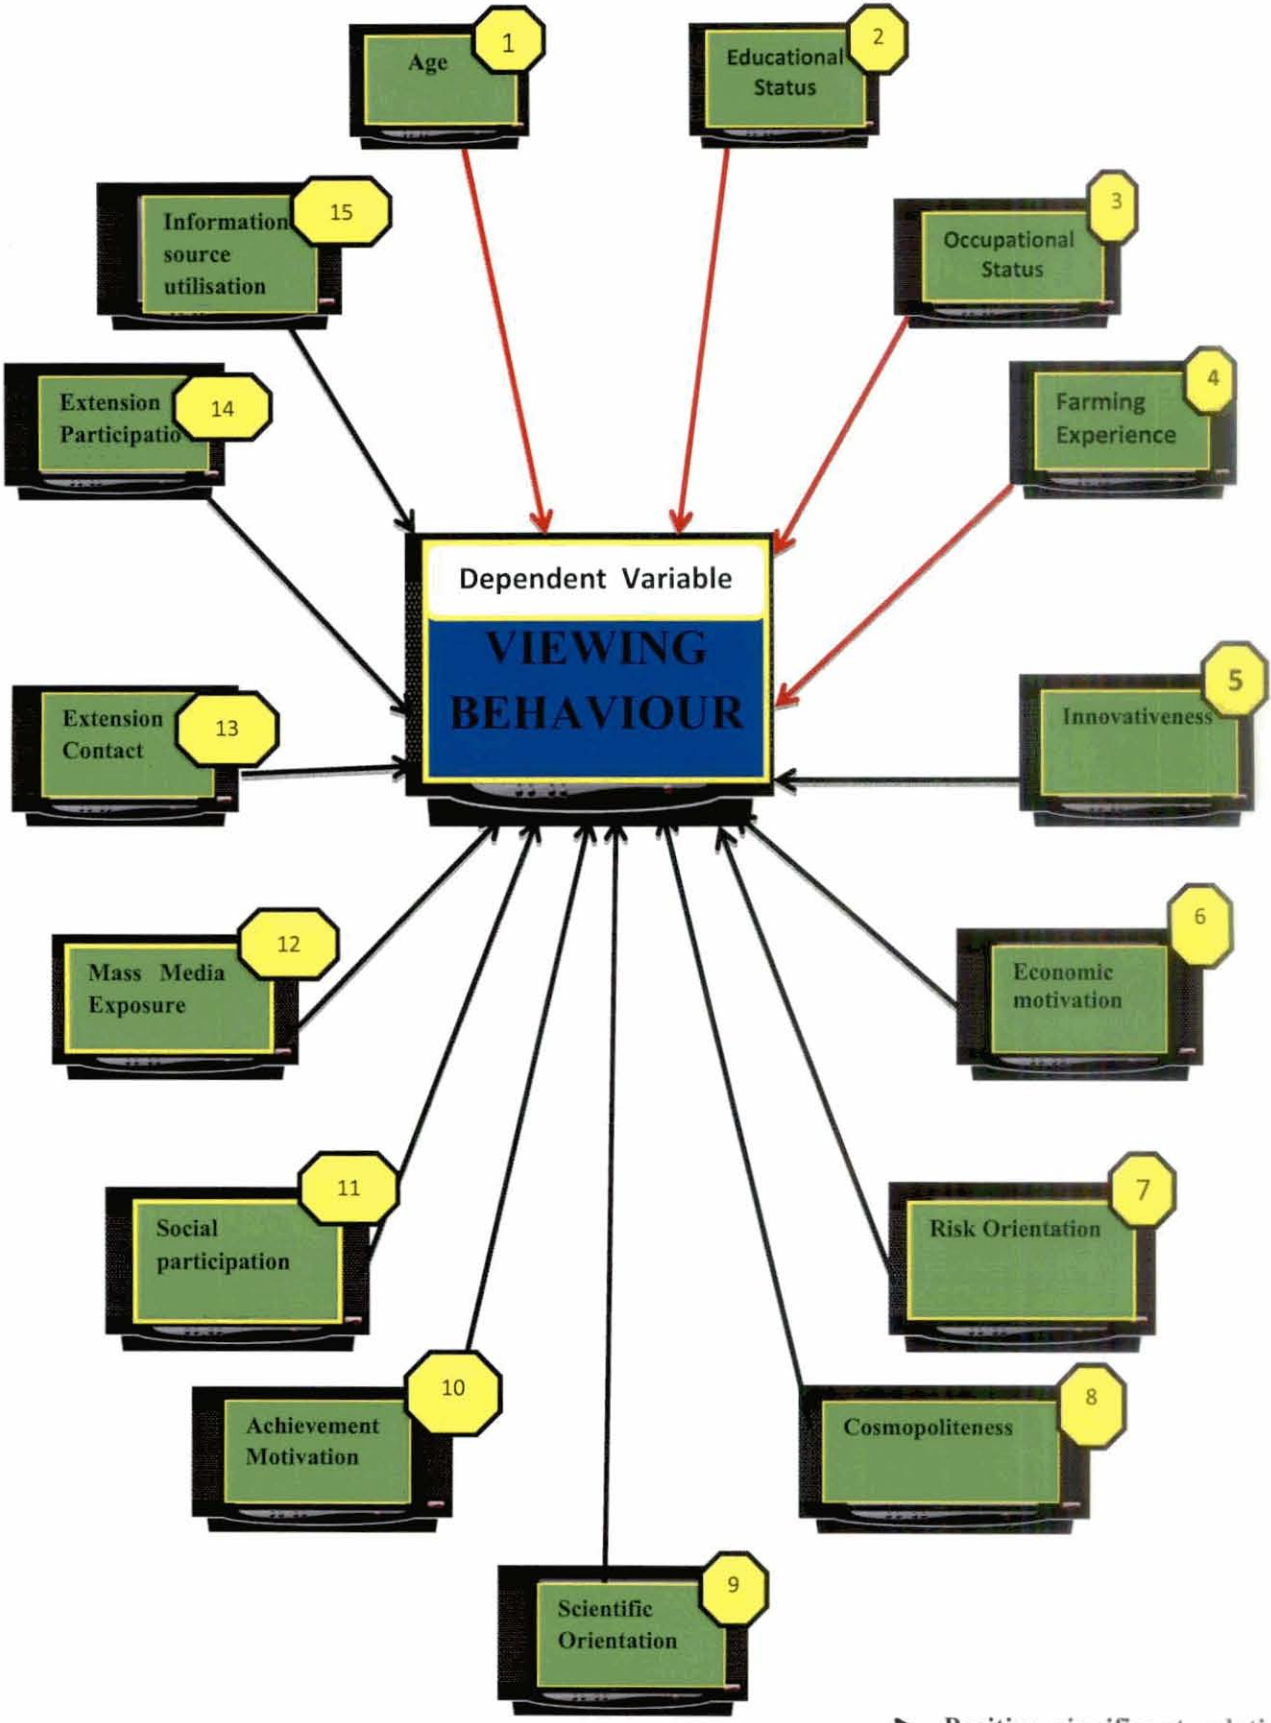 Age
1
Educational
Status
2
Occupational
Status
3
Farming
Experience
4
Innovativeness
5
Economic
motivation
6
Risk Orientation
7
Cosmopoliteness
8
Scientific
Orientation
9
Achievement
Motivation
10
Social
participation
11
Mass Media
Exposure
12
Extension
Contact
13
Extension
Participatio
14
Information
source
utilisation
15
Dependent Variable
VIEWING
BEHAVIOUR